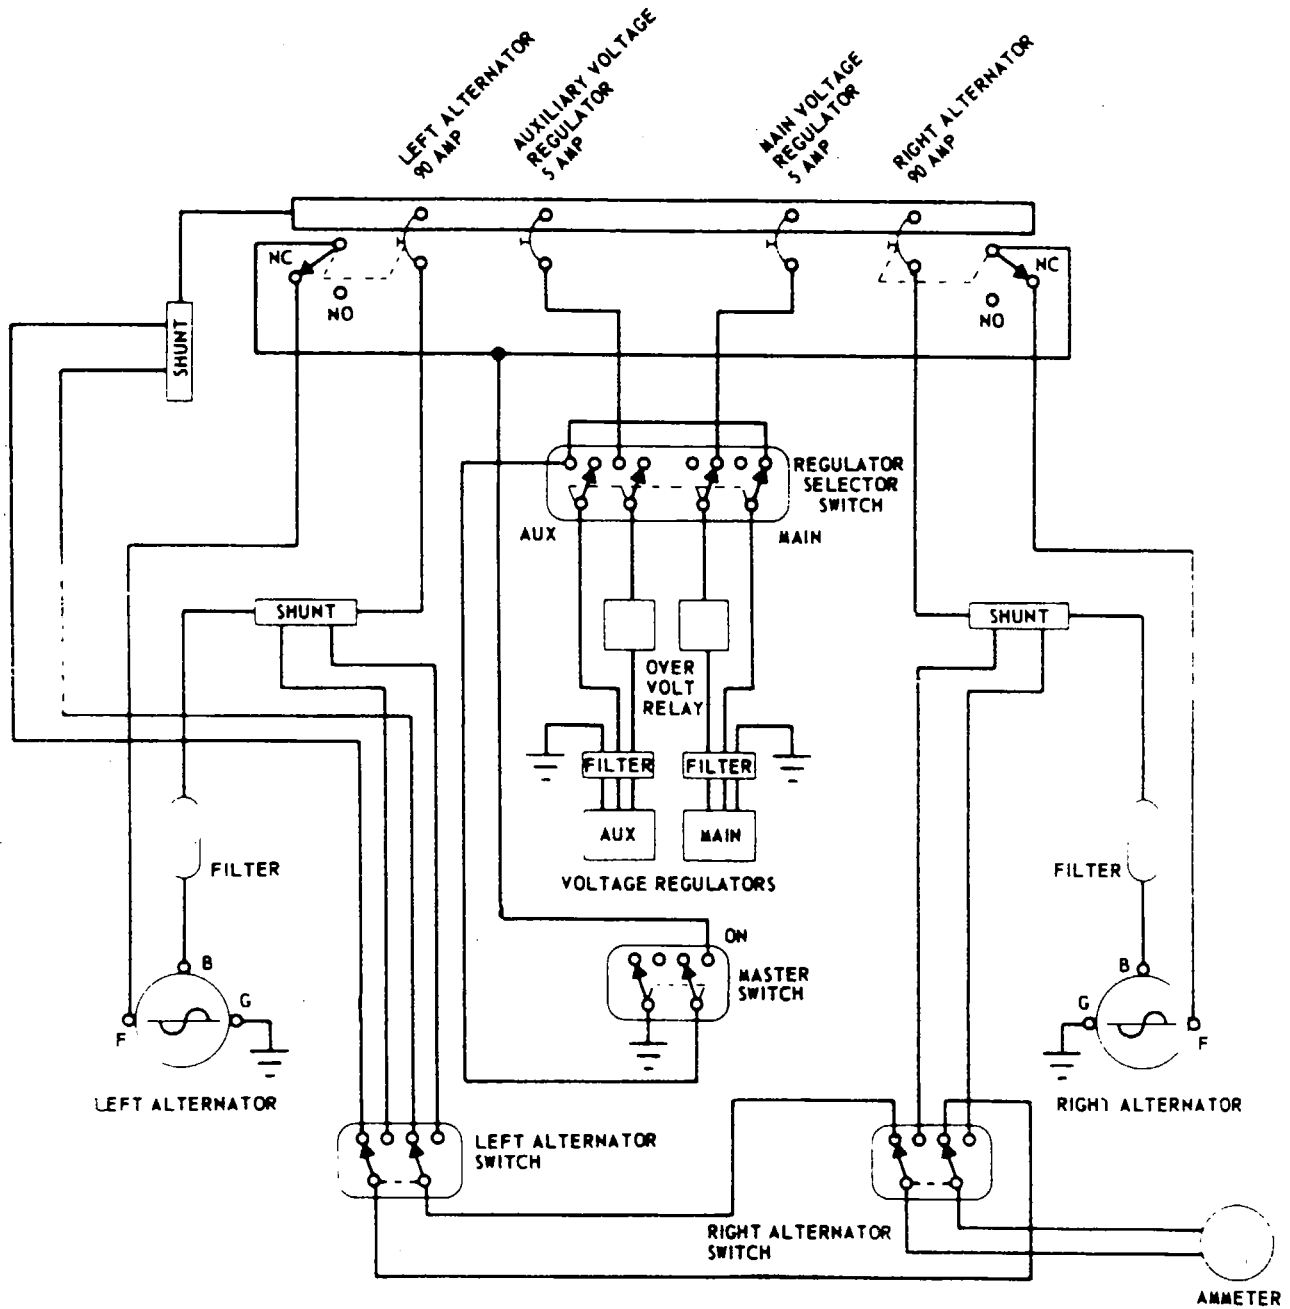 LEFT ALTERNATOR
90 AMP
AUXILIARY VOLTAGE
REGULATOR
5 AMP
MAIN VOLTAGE
REGULATOR
5 AMP
RIGHT ALTERNATOR
90 AMP
NC
NO
NC
NO
SHUNT
REGULATOR
SELECTOR
SWITCH
AUX
MAIN
SHUNT
SHUNT
OVER
VOLT
RELAY
FILTER
FILTER
AUX
MAIN
VOLTAGE REGULATORS
FILTER
FILTER
ON
MASTER
SWITCH
B
G
F
B
G
F
LEFT ALTERNATOR
RIGHT ALTERNATOR
LEFT ALTERNATOR
SWITCH
RIGHT ALTERNATOR
SWITCH
AMMETER